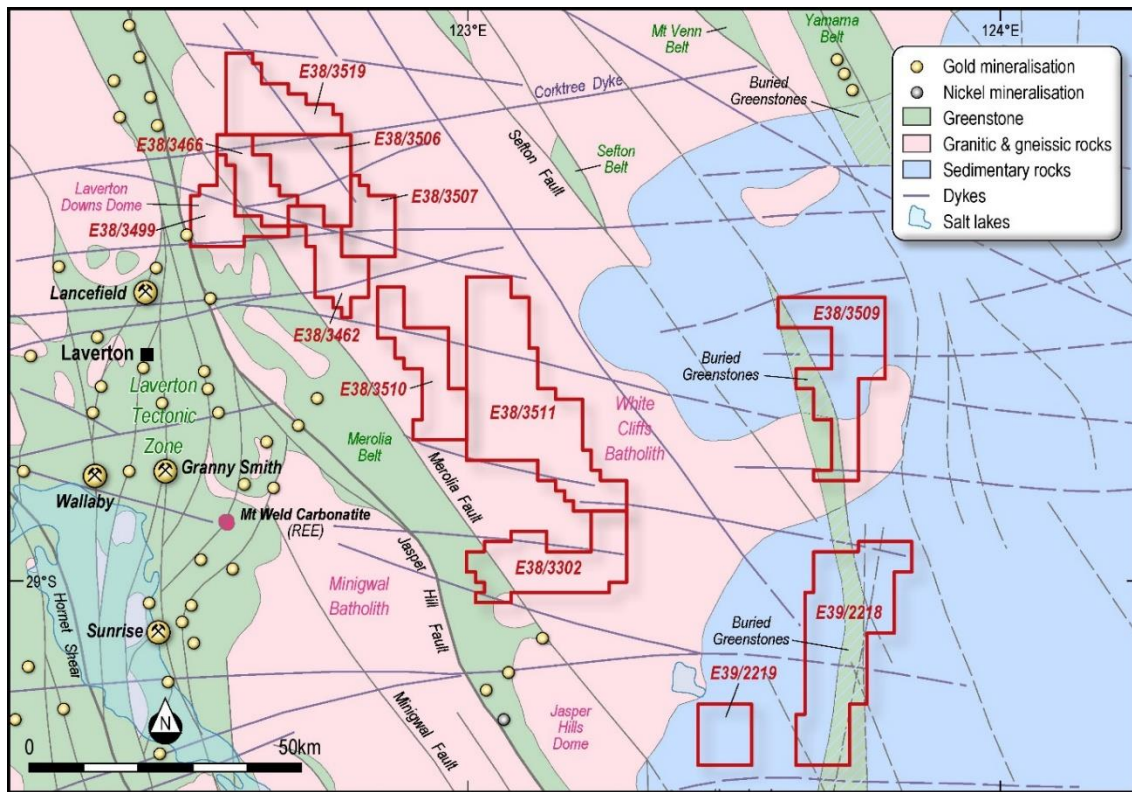 123°E
124°E
Mt Venn
Belt
Yamama
Belt
Buried
Greenstones
Gold mineralisation
Nickel mineralisation
Greenstone
Granitic & gneissic rocks
Sedimentary rocks
Dykes
Salt lakes
E38/3519
Corktree Dyke
E38/3466
E38/3506
Sefton Fault
Sefton
Belt
Laverton
Downs Dome
E38/3507
E38/3499
Lancefield
E38/3462
E38/3509
Laverton
Buried
Greenstones
E38/3510
E38/3511
White
Cliffs
Batholith
Laverton
Tectonic
Zone
Merolia
Belt
Merolia Fault
Granny Smith
Wallaby
Mt Weld Carbonatite
(REE)
Jasper Hill Fault
E38/3302
29°S
Minigwal
Batholith
Hornet Shear
Sunrise
E39/2218
Buried
Greenstones
E39/2219
Minigwal Fault
Jasper
Hills
Dome
N
0
50km